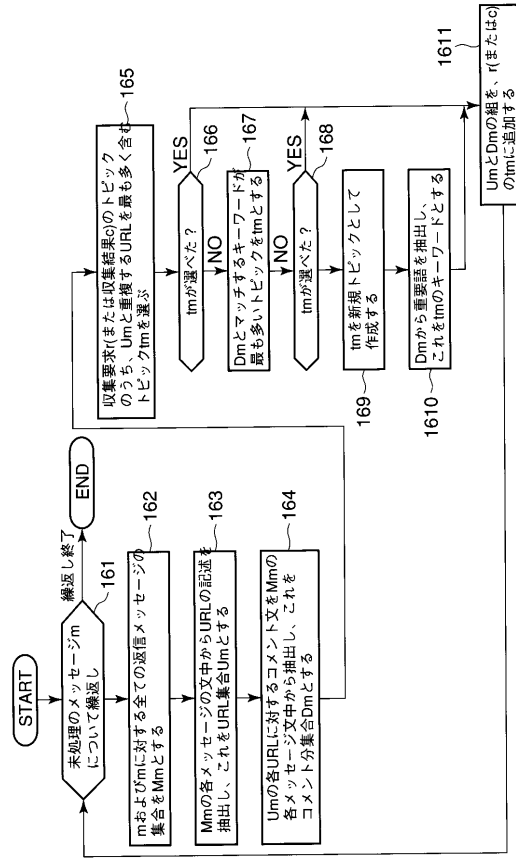 START
未処理のメッセージm
について繰返し
161
繰返し終了
END
mおよびmに対する全ての返信メッセージの
集合をMmとする
162
Mmの各メッセージの文中からURLの記述を
抽出し、これをURL集合Umとする
163
Umの各URLに対するコメント文をMmの
各メッセージ文中から抽出し、これを
コメント分集合Dmとする
164
収集要求r(または収集結果c)のトピック
のうち、Umと重複するURLを最も多く含む
トピックtmを選ぶ
165
tmが選べた?
166
YES
NO
Dmとマッチするキーワードが
最も多いトピックをtmとする
167
NO
tmが選べた?
168
YES
tmを新規トピックとして
作成する
169
Dmから重要語を抽出し、
これをtmのキーワードとする
1610
UmとDmの組を、r(またはc)
のtmに追加する
1611